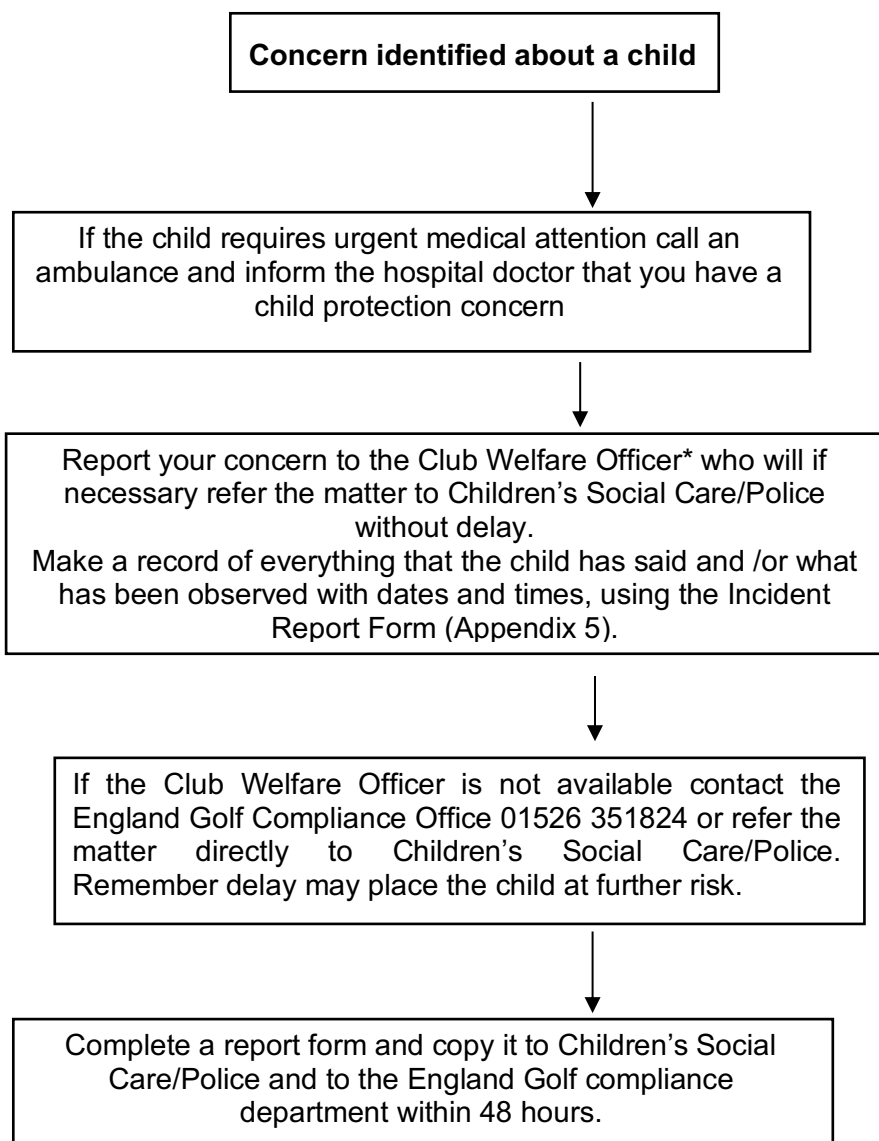 Concern identified about a child
If the child requires urgent medical attention call an
ambulance and inform the hospital doctor that you have a
child protection concern
Report your concern to the Club Welfare Officer* who will if
necessary refer the matter to Children’s Social Care/Police
without delay.
Make a record of everything that the child has said and /or what
has been observed with dates and times, using the Incident
Report Form (Appendix 5).
If the Club Welfare Officer is not available contact the
England Golf Compliance Office 01526 351824 or refer the
matter directly to Children’s Social Care/Police.
Remember delay may place the child at further risk.
Complete a report form and copy it to Children’s Social
Care/Police and to the England Golf compliance
department within 48 hours.